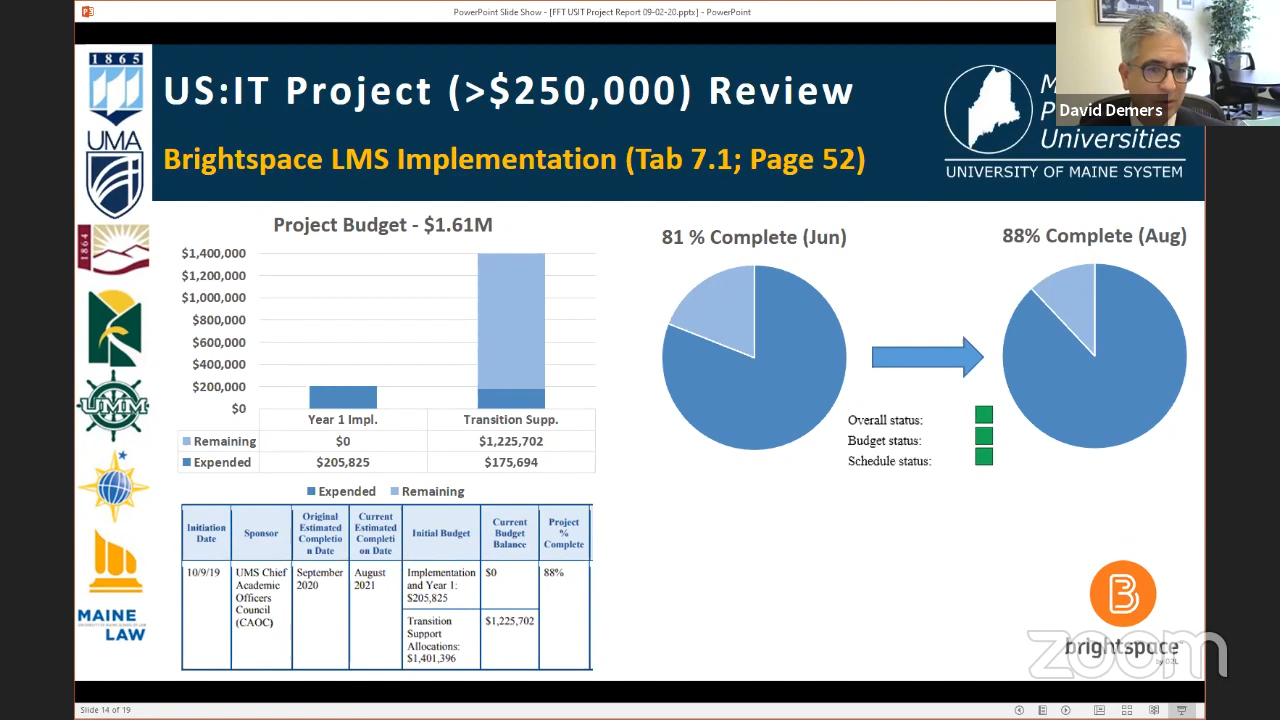 PowerPoint Slide Show - [FFT USIT Project Report 09-02-20.pptx] - PowerPoint
1865
UMA
1864
UMM
MAINE
LAW
US:IT Project (>$250,000) Review
Brightspace LMS Implementation (Tab 7.1; Page 52)
M
P
Universities
UNIVERSITY OF MAINE SYSTEM
David Demers
Project Budget - $1.61M
$1,400,000
$1,200,000
$1,000,000
$800,000
$600,000
$400,000
$200,000
$0
Year 1 Impl. Transition Supp.
Remaining $0 $1,225,702
Expended $205,825 $175,694
Expended Remaining
81 % Complete (Jun)
88% Complete (Aug)
Overall status:
Budget status:
Schedule status:
Initiation Date
Sponsor
Original Estimated Completio n Date
Current Estimated Completi on Date
Initial Budget
Current Budget Balance
Project % Complete
10/9/19
UMS Chief
Academic
Officers
Council
(CAOC)
September
2020
August
2021
Implementation
and Year 1:
$205,825
$0
88%
Transition
Support
Allocations:
$1,401,396
$1,225,702
B
brightspace
by D2L
zoom
Slide 14 of 19